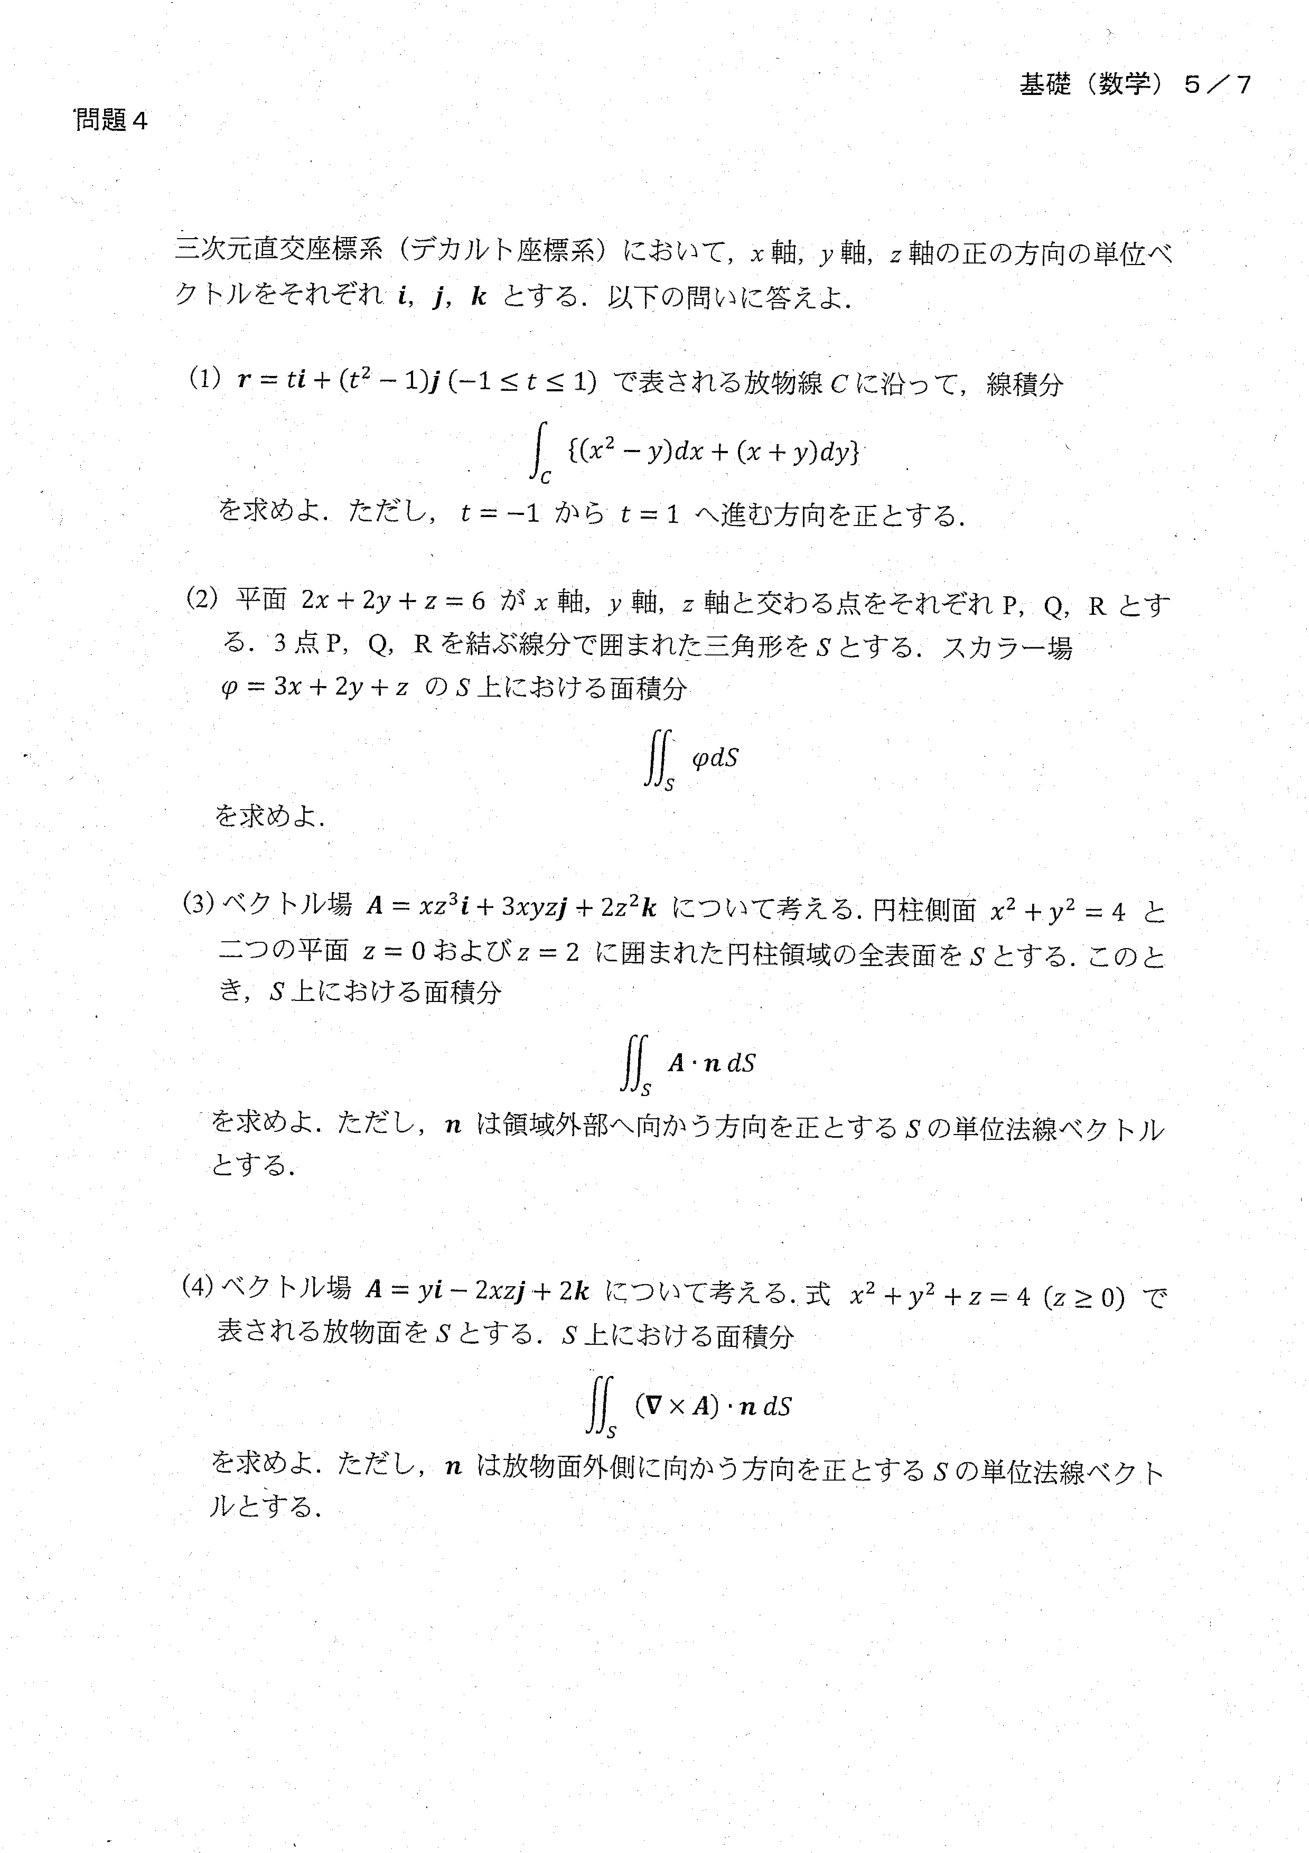 基礎（数学）５／７
問題４
三次元直交座標系（デカルト座標系）において，x 軸，y 軸，z 軸の正の方向の単位ベ
クトルをそれぞれ i，j，k とする．以下の問いに答えよ．
(1) r = ti + (t² − 1)j (−1 ≤ t ≤ 1) で表される放物線 C に沿って，線積分
∫_C {(x² − y)dx + (x + y)dy}
を求めよ．ただし，t = −1 から t = 1 へ進む方向を正とする．
(2) 平面 2x + 2y + z = 6 が x 軸，y 軸，z 軸と交わる点をそれぞれ P，Q，R とす
る．3 点 P，Q，R を結ぶ線分で囲まれた三角形を S とする．スカラー場
φ = 3x + 2y + z の S 上における面積分
∬_S φdS
を求めよ．
(3) ベクトル場 A = xz³i + 3xyzj + 2z²k について考える．円柱側面 x² + y² = 4 と
二つの平面 z = 0 および z = 2 に囲まれた円柱領域の全表面を S とする．このと
き，S 上における面積分
∬_S A · n dS
を求めよ．ただし，n は領域外部へ向かう方向を正とする S の単位法線ベクトル
とする．
(4) ベクトル場 A = yi − 2xzj + 2k について考える．式 x² + y² + z = 4 (z ≥ 0) で
表される放物面を S とする．S 上における面積分
∬_S (∇ × A) · n dS
を求めよ．ただし，n は放物面外側に向かう方向を正とする S の単位法線ベクト
ルとする．